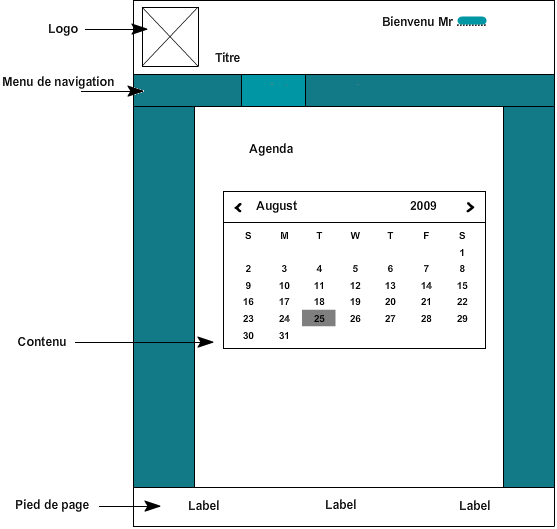 Logo
Bienvenu Mr
Titre
Menu de navigation
Agenda
August 2009
S M T W T F S
1
2 3 4 5 6 7 8
9 10 11 12 13 14 15
16 17 18 19 20 21 22
23 24 25 26 27 28 29
30 31
Contenu
Pied de page
Label Label Label